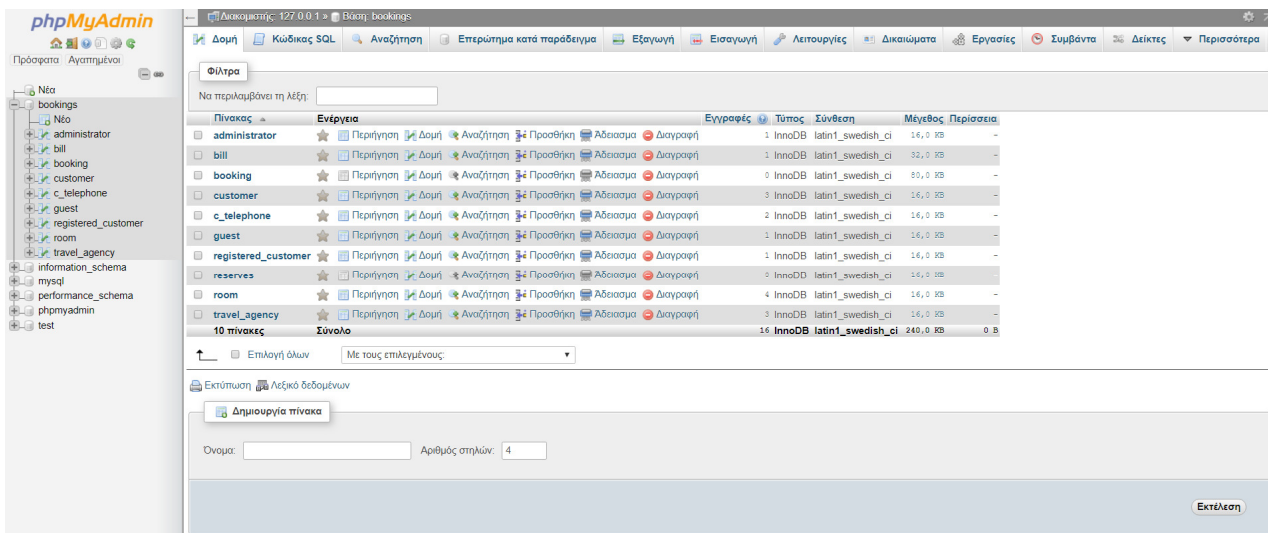 phpMyAdmin
Πρόσφατα Αγαπημένοι
Νέα
bookings
Νέο
administrator
bill
booking
customer
c_telephone
guest
registered_customer
room
travel_agency
information_schema
mysql
performance_schema
phpmyadmin
test
Διακομιστής: 127.0.0.1 » Βάση: bookings
Δομή Κώδικας SQL Αναζήτηση Επερώτημα κατά παράδειγμα Εξαγωγή Εισαγωγή Λειτουργίες Δικαιώματα Εργασίες Συμβάντα Δείκτες Περισσότερα
Φίλτρα
Να περιλαμβάνει τη λέξη:
Πίνακας Ενέργεια Εγγραφές Τύπος Σύνθεση Μέγεθος Περίσσεια
administrator Περιήγηση Δομή Αναζήτηση Προσθήκη Άδειασμα Διαγραφή 1 InnoDB latin1_swedish_ci 16,0 KB -
bill Περιήγηση Δομή Αναζήτηση Προσθήκη Άδειασμα Διαγραφή 1 InnoDB latin1_swedish_ci 32,0 KB -
booking Περιήγηση Δομή Αναζήτηση Προσθήκη Άδειασμα Διαγραφή 0 InnoDB latin1_swedish_ci 80,0 KB -
customer Περιήγηση Δομή Αναζήτηση Προσθήκη Άδειασμα Διαγραφή 3 InnoDB latin1_swedish_ci 16,0 KB -
c_telephone Περιήγηση Δομή Αναζήτηση Προσθήκη Άδειασμα Διαγραφή 2 InnoDB latin1_swedish_ci 16,0 KB -
guest Περιήγηση Δομή Αναζήτηση Προσθήκη Άδειασμα Διαγραφή 1 InnoDB latin1_swedish_ci 16,0 KB -
registered_customer Περιήγηση Δομή Αναζήτηση Προσθήκη Άδειασμα Διαγραφή 1 InnoDB latin1_swedish_ci 16,0 KB -
reserves Περιήγηση Δομή Αναζήτηση Προσθήκη Άδειασμα Διαγραφή 0 InnoDB latin1_swedish_ci 16,0 KB -
room Περιήγηση Δομή Αναζήτηση Προσθήκη Άδειασμα Διαγραφή 4 InnoDB latin1_swedish_ci 16,0 KB -
travel_agency Περιήγηση Δομή Αναζήτηση Προσθήκη Άδειασμα Διαγραφή 3 InnoDB latin1_swedish_ci 16,0 KB -
10 πίνακες Σύνολο 16 InnoDB latin1_swedish_ci 240,0 KB 0 B
Επιλογή όλων Με τους επιλεγμένους:
Εκτύπωση Λεξικό δεδομένων
Δημιουργία πίνακα
Όνομα: Αριθμός στηλών: 4
Εκτέλεση